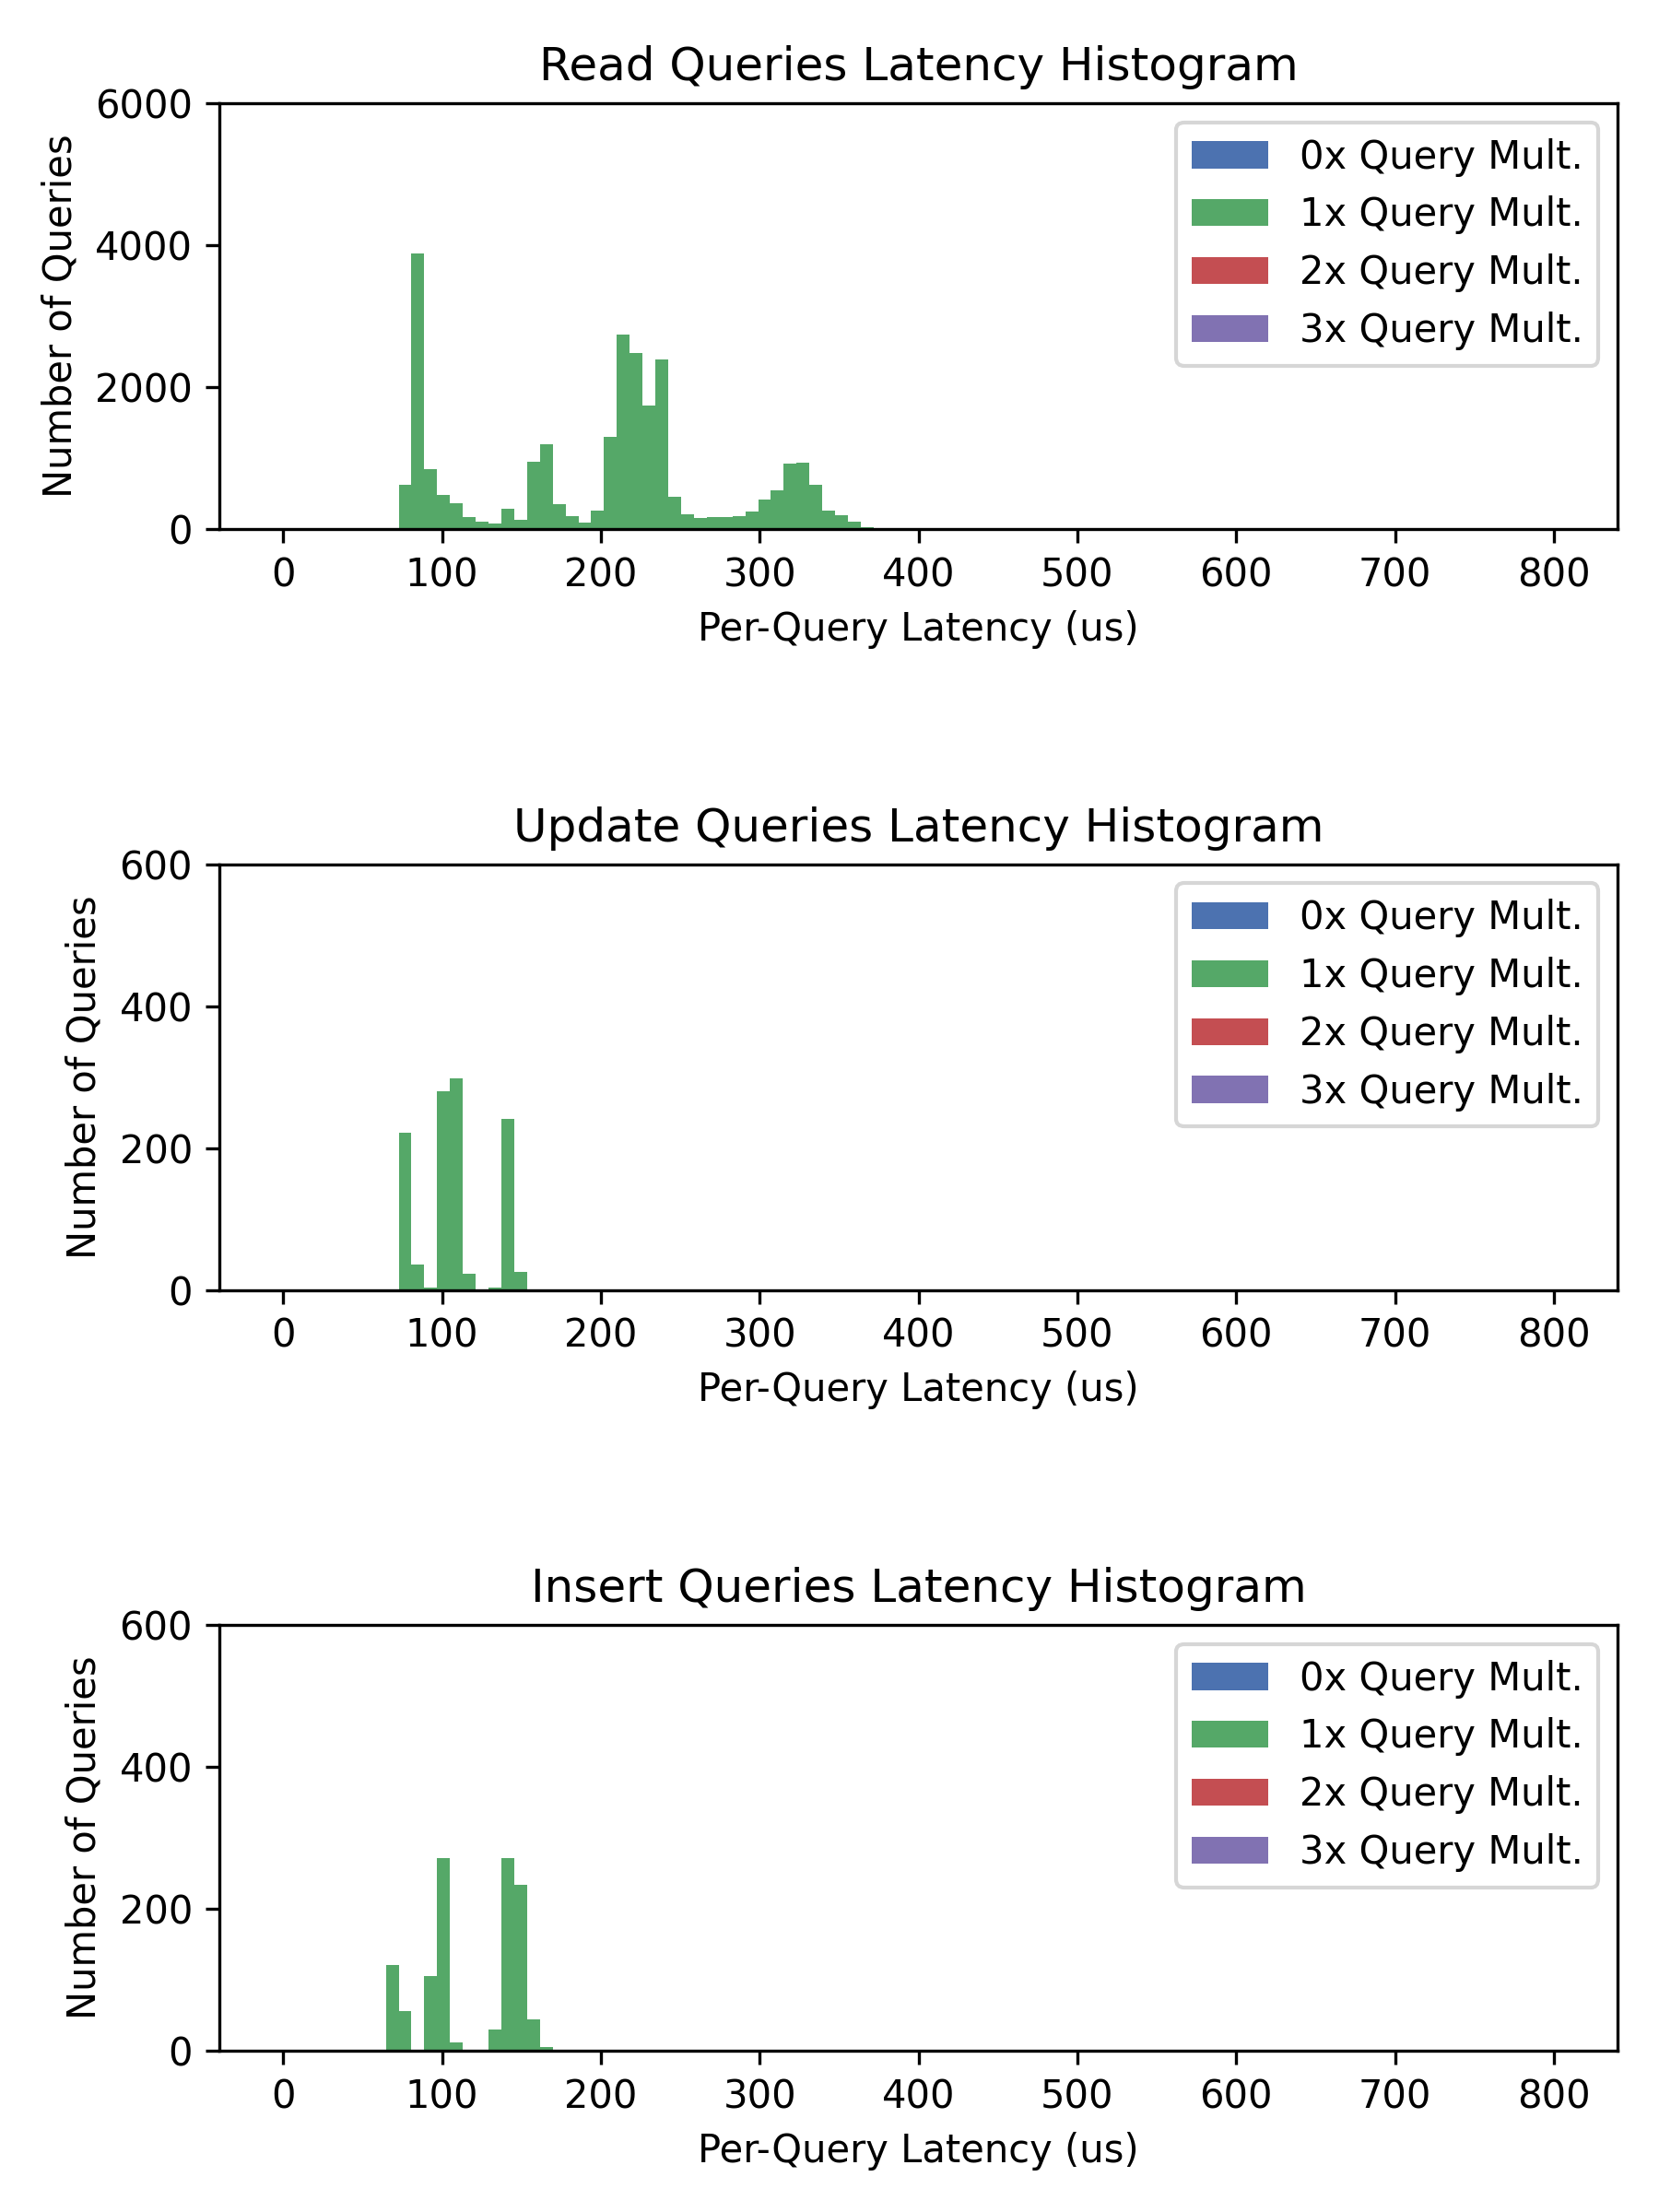 Read Queries Latency Histogram
6000
4000
2000
0
Number of Queries
0x Query Mult.
1x Query Mult.
2x Query Mult.
3x Query Mult.
0 100 200 300 400 500 600 700 800
Per-Query Latency (us)
Update Queries Latency Histogram
600
400
200
0
Number of Queries
0x Query Mult.
1x Query Mult.
2x Query Mult.
3x Query Mult.
0 100 200 300 400 500 600 700 800
Per-Query Latency (us)
Insert Queries Latency Histogram
600
400
200
0
Number of Queries
0x Query Mult.
1x Query Mult.
2x Query Mult.
3x Query Mult.
0 100 200 300 400 500 600 700 800
Per-Query Latency (us)